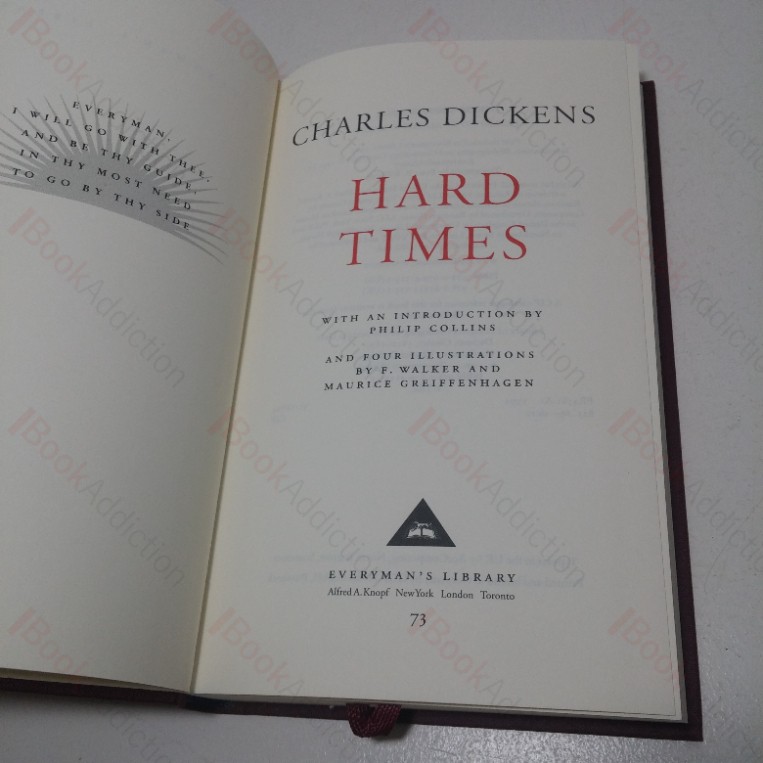 EVERYMAN,
I WILL GO WITH THEE,
AND BE THY GUIDE,
IN THY MOST NEED
TO GO BY THY SIDE
CHARLES DICKENS
HARD
TIMES
WITH AN INTRODUCTION BY
PHILIP COLLINS
AND FOUR ILLUSTRATIONS
BY F. WALKER AND
MAURICE GREIFFENHAGEN
EVERYMAN'S LIBRARY
Alfred A. Knopf New York London Toronto
73
BookAddiction